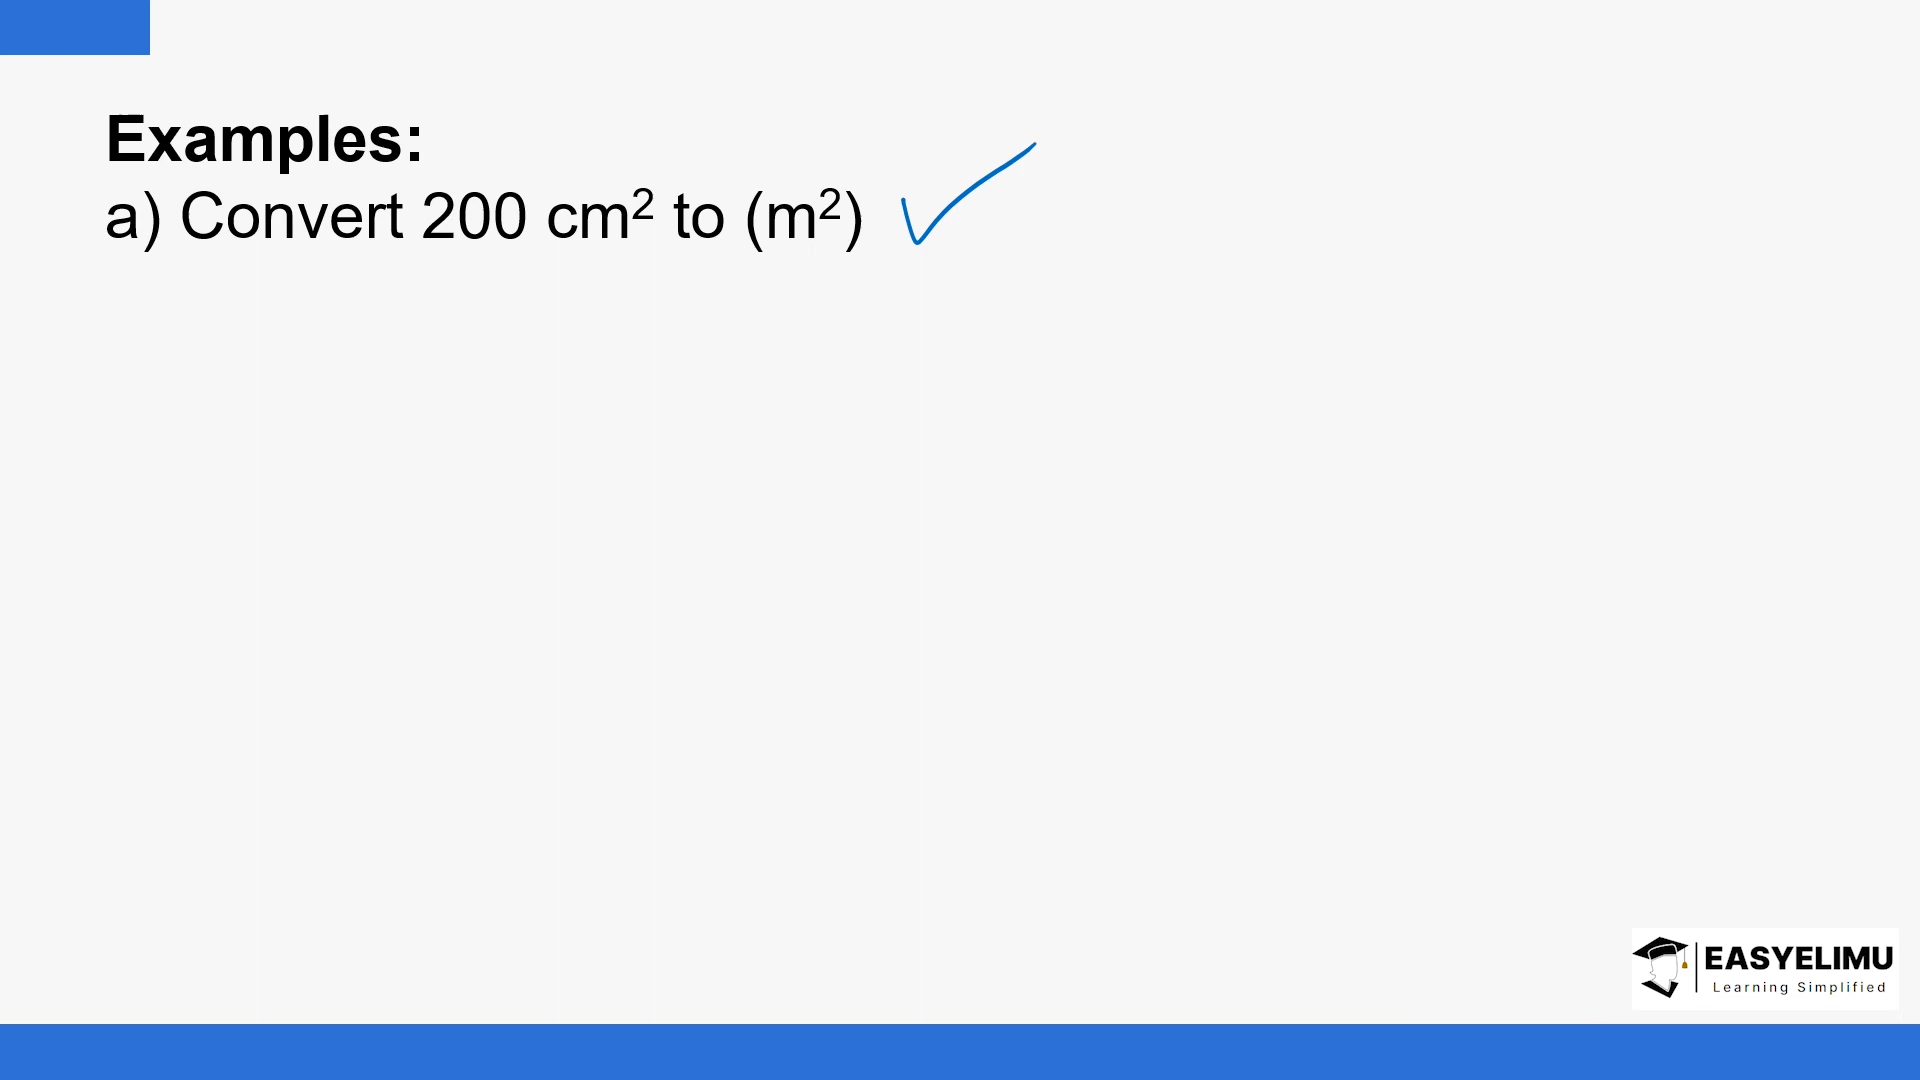 Examples:
a) Convert 200 cm² to (m²)
EASYELIMU
Learning Simplified